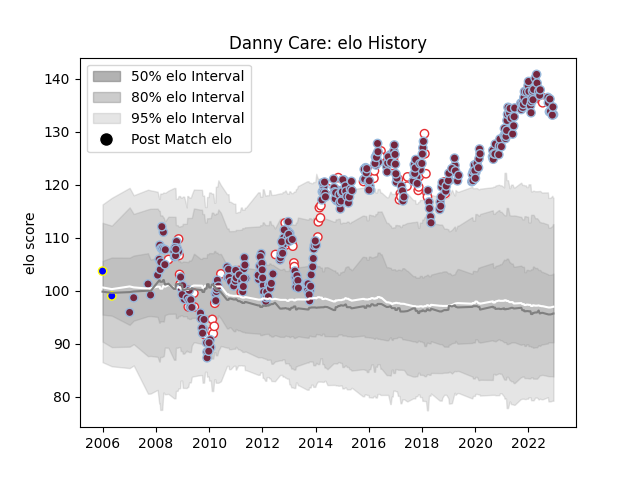 Danny Care: elo History
50% elo Interval
80% elo Interval
95% elo Interval
Post Match elo
elo score
140
130
120
110
100
90
80
2006 2008 2010 2012 2014 2016 2018 2020 2022